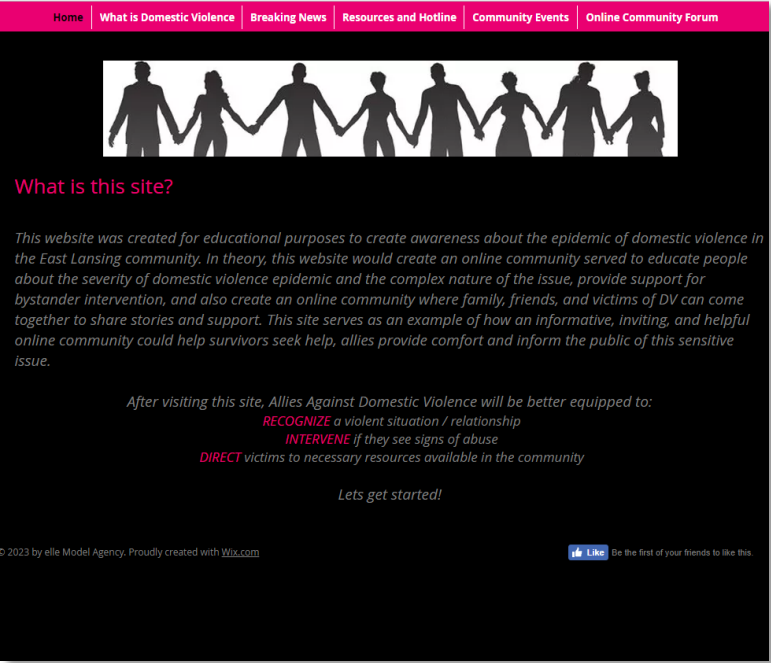 Home What is Domestic Violence Breaking News Resources and Hotline Community Events Online Community Forum
What is this site?
This website was created for educational purposes to create awareness about the epidemic of domestic violence in
the East Lansing community. In theory, this website would create an online community served to educate people
about the severity of domestic violence epidemic and the complex nature of the issue, provide support for
bystander intervention, and also create an online community where family, friends, and victims of DV can come
together to share stories and support. This site serves as an example of how an informative, inviting, and helpful
online community could help survivors seek help, allies provide comfort and inform the public of this sensitive
issue.
After visiting this site, Allies Against Domestic Violence will be better equipped to:
RECOGNIZE a violent situation / relationship
INTERVENE if they see signs of abuse
DIRECT victims to necessary resources available in the community
Lets get started!
© 2023 by elle Model Agency. Proudly created with Wix.com
Like Be the first of your friends to like this.